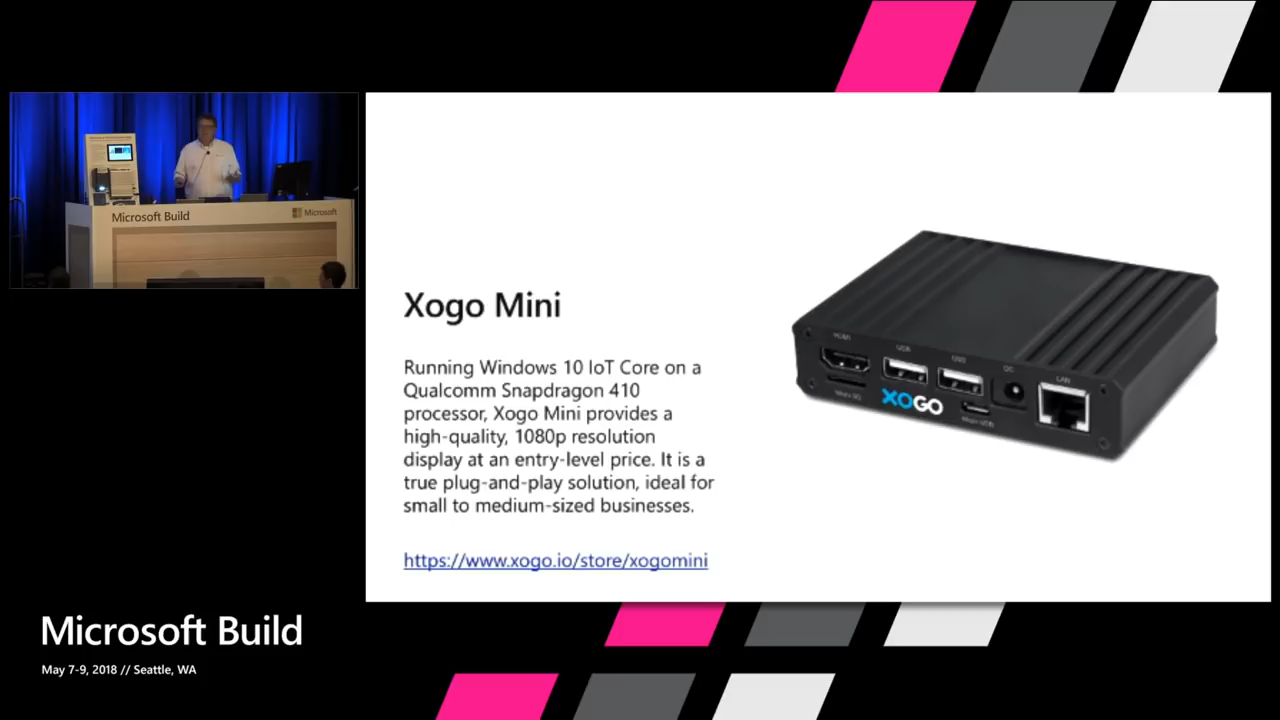 Microsoft Build
Microsoft
Xogo Mini
Running Windows 10 IoT Core on a
Qualcomm Snapdragon 410
processor, Xogo Mini provides a
high-quality, 1080p resolution
display at an entry-level price. It is a
true plug-and-play solution, ideal for
small to medium-sized businesses.
https://www.xogo.io/store/xogomini
HDMI
USB
USB
DC
LAN
XOGO
Micro USB
Microsoft Build
May 7-9, 2018 // Seattle, WA